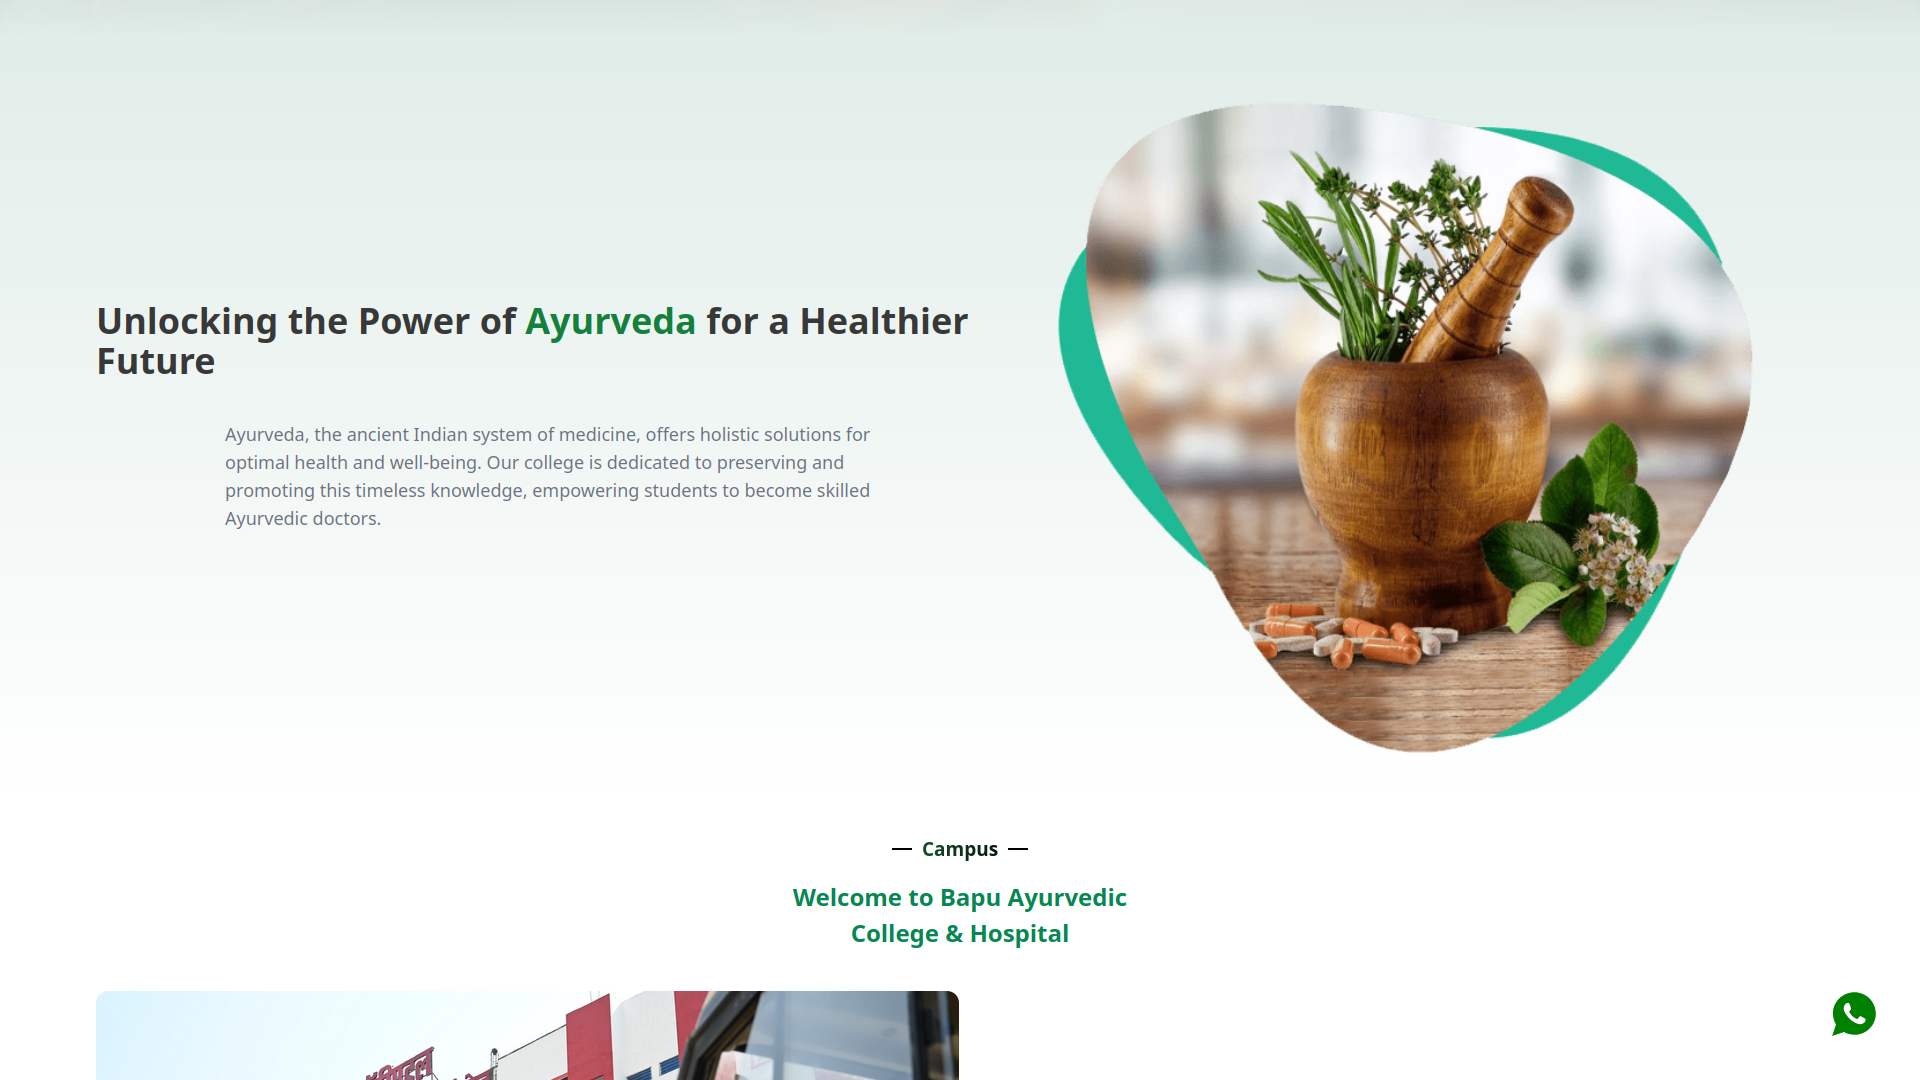 Unlocking the Power of Ayurveda for a Healthier
Future
Ayurveda, the ancient Indian system of medicine, offers holistic solutions for
optimal health and well-being. Our college is dedicated to preserving and
promoting this timeless knowledge, empowering students to become skilled
Ayurvedic doctors.
Campus
Welcome to Bapu Ayurvedic
College & Hospital